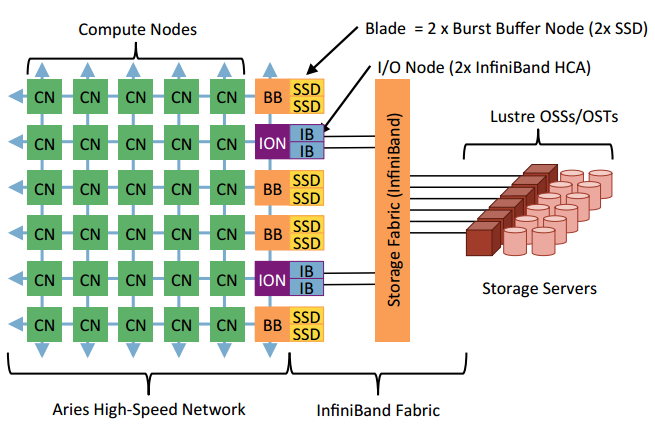 Compute Nodes
Blade = 2 x Burst Buffer Node (2x SSD)
I/O Node (2x InfiniBand HCA)
Lustre OSSs/OSTs
CN CN CN CN CN BB SSD
SSD
CN CN CN CN CN ION IB
IB
CN CN CN CN CN BB SSD
SSD
CN CN CN CN CN BB SSD
SSD
CN CN CN CN CN ION IB
IB
CN CN CN CN CN BB SSD
SSD
Storage Fabric (InfiniBand)
Storage Servers
Aries High-Speed Network
InfiniBand Fabric